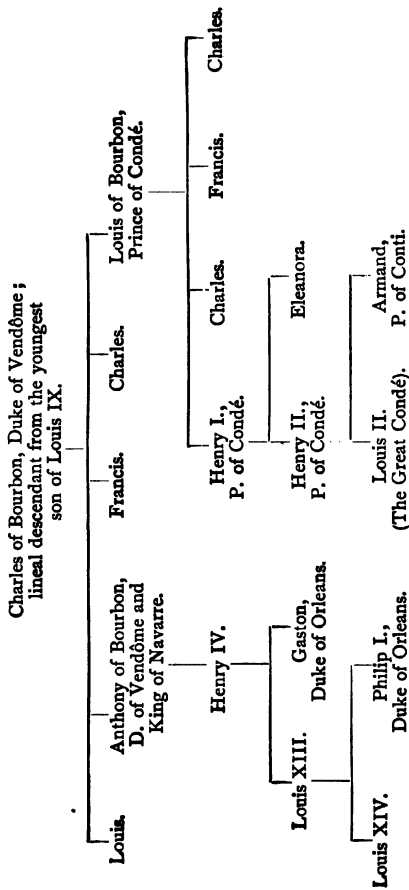 Charles of Bourbon, Duke of Vendôme;
lineal descendant from the youngest
son of Louis IX.
Louis.
Anthony of Bourbon,
D. of Vendôme and
King of Navarre.
Francis.
Charles.
Louis of Bourbon,
Prince of Condé.
Henry IV.
Henry I.,
P. of Condé.
Charles.
Francis.
Charles.
Louis XIII.
Gaston,
Duke of Orleans.
Henry II.,
P. of Condé.
Eleanora.
Louis XIV.
Philip I.,
Duke of Orleans.
Louis II.
(The Great Condé).
Armand,
P. of Conti.